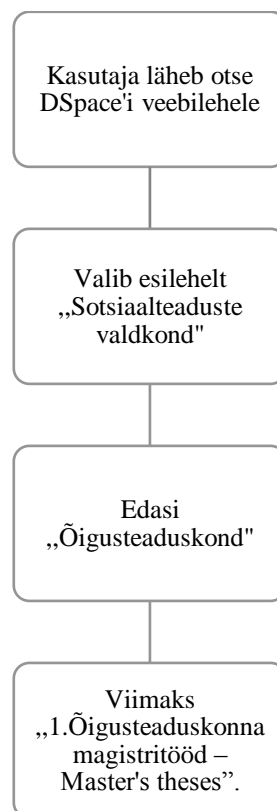 Kasutaja läheb otse
DSpace'i veebilehele
Valib esilehelt
,,Sotsiaalteaduste
valdkond"
Edasi
,,Õigusteaduskond"
Viimaks
,,1.Õigusteaduskonna
magistritööd –
Master's theses”.